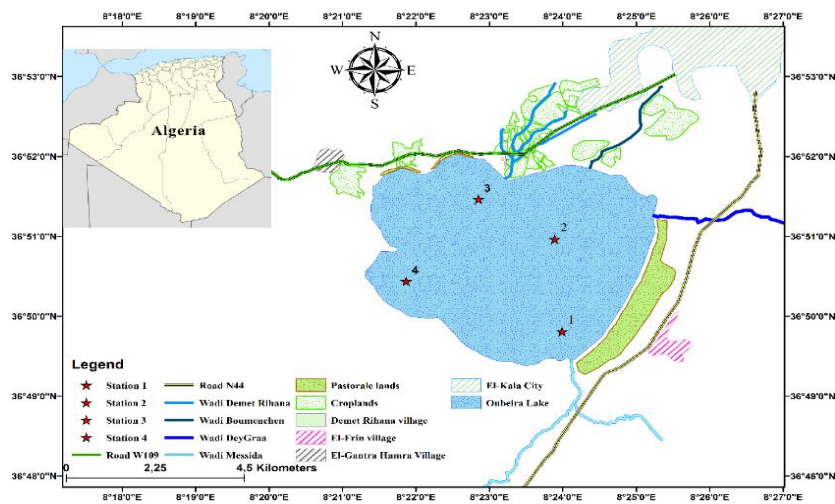 8°18'0"E 8°19'0"E 8°20'0"E 8°21'0"E 8°22'0"E 8°23'0"E 8°24'0"E 8°25'0"E 8°26'0"E 8°27'0"E
N
W E
S
36°53'0"N 36°53'0"N
Algeria
36°52'0"N 36°52'0"N
3
2
36°51'0"N 36°51'0"N
4
36°50'0"N 36°50'0"N
1
Legend
Station 1 Road N44 Pastorale lands El-Kala City
Station 2 Wadi Demet Rihana Croplands Oubeira Lake
Station 3 Wadi Boumenchen Demet Rihana village
Station 4 Wadi DeyGraa El-Frin village
Road W109 Wadi Messida El-Gantra Hamra Village
36°49'0"N 36°49'0"N
0 2,25 4,5 Kilometers
36°48'0"N 36°48'0"N
8°18'0"E 8°19'0"E 8°20'0"E 8°21'0"E 8°22'0"E 8°23'0"E 8°24'0"E 8°25'0"E 8°26'0"E 8°27'0"E